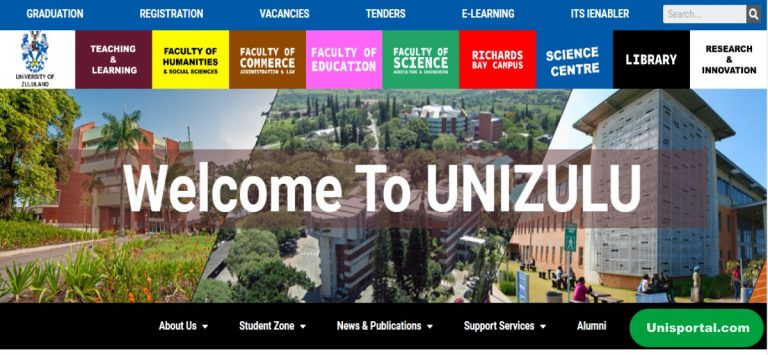 GRADUATION
REGISTRATION
VACANCIES
TENDERS
E-LEARNING
ITS IENABLER
Search...
UNIVERSITY OF
ZULULAND
TEACHING
&
LEARNING
FACULTY OF
HUMANITIES
& SOCIAL SCIENCES
FACULTY OF
COMMERCE
ADMINISTRATION & LAW
FACULTY OF
EDUCATION
FACULTY OF
SCIENCE
AGRICULTURE & ENGINEERING
RICHARDS
BAY CAMPUS
SCIENCE
CENTRE
LIBRARY
RESEARCH
&
INNOVATION
Welcome To UNIZULU
About Us
Student Zone
News & Publications
Support Services
Alumni
Unisportal.com